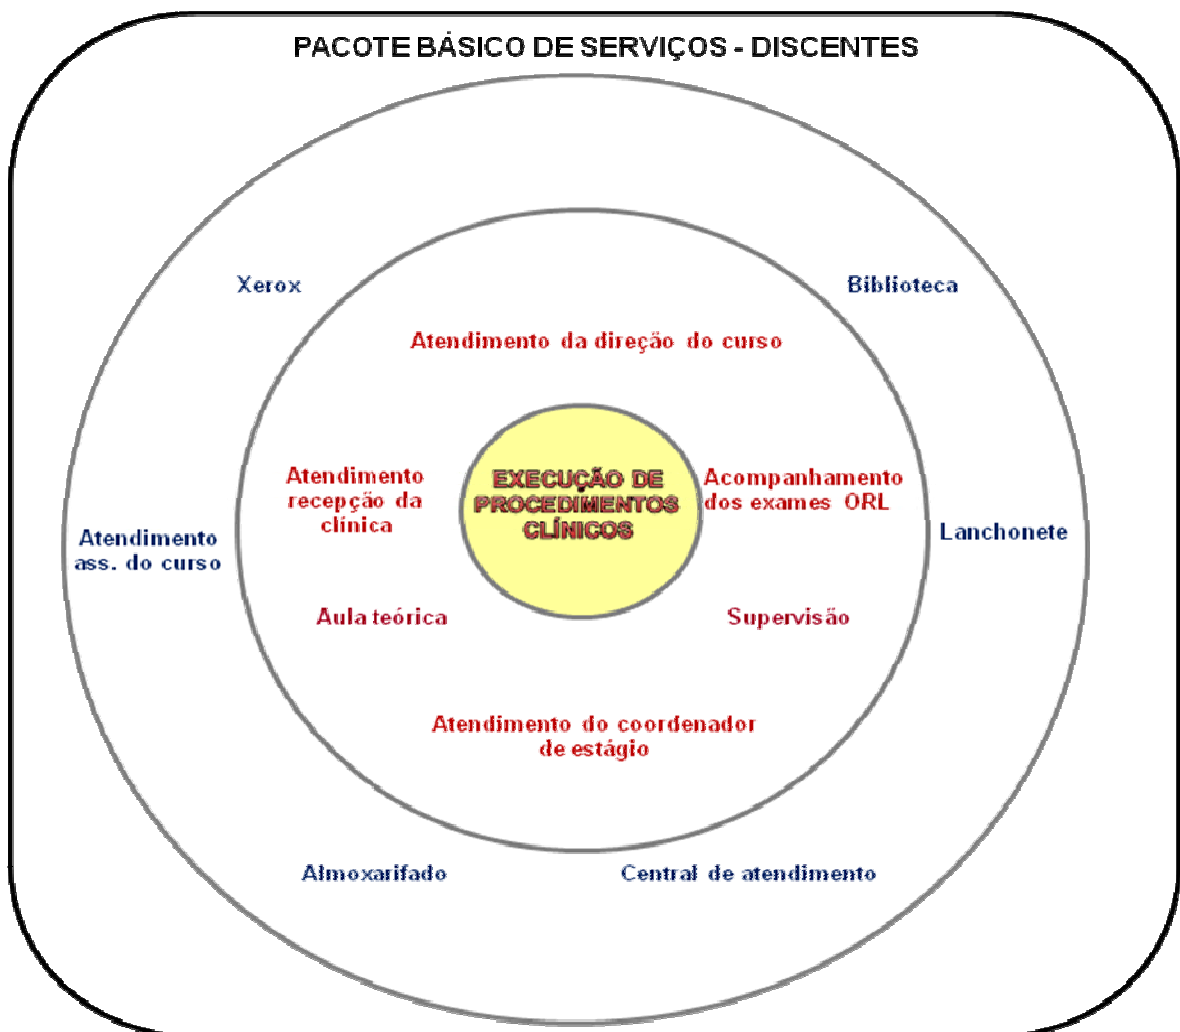 PACOTE BÁSICO DE SERVIÇOS - DISCENTES
Xerox
Biblioteca
Atendimento da direção do curso
Atendimento
recepção da
clínica
EXECUÇÃO DE
PROCEDIMENTOS
CLÍNICOS
Acompanhamento
dos exames ORL
Atendimento
ass. do curso
Lanchonete
Aula teórica
Supervisão
Atendimento do coordenador
de estágio
Almoxarifado
Central de atendimento